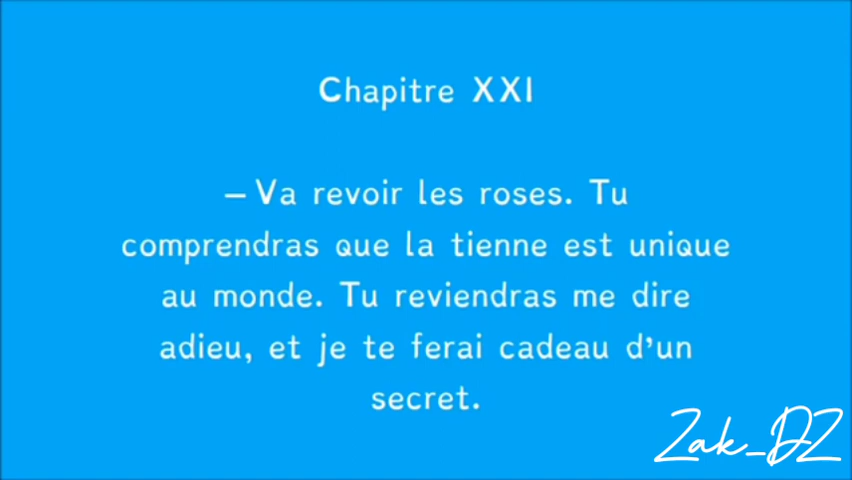 Chapitre XXI
– Va revoir les roses. Tu
comprendras que la tienne est unique
au monde. Tu reviendras me dire
adieu, et je te ferai cadeau d’un
secret.
Zak_DZ